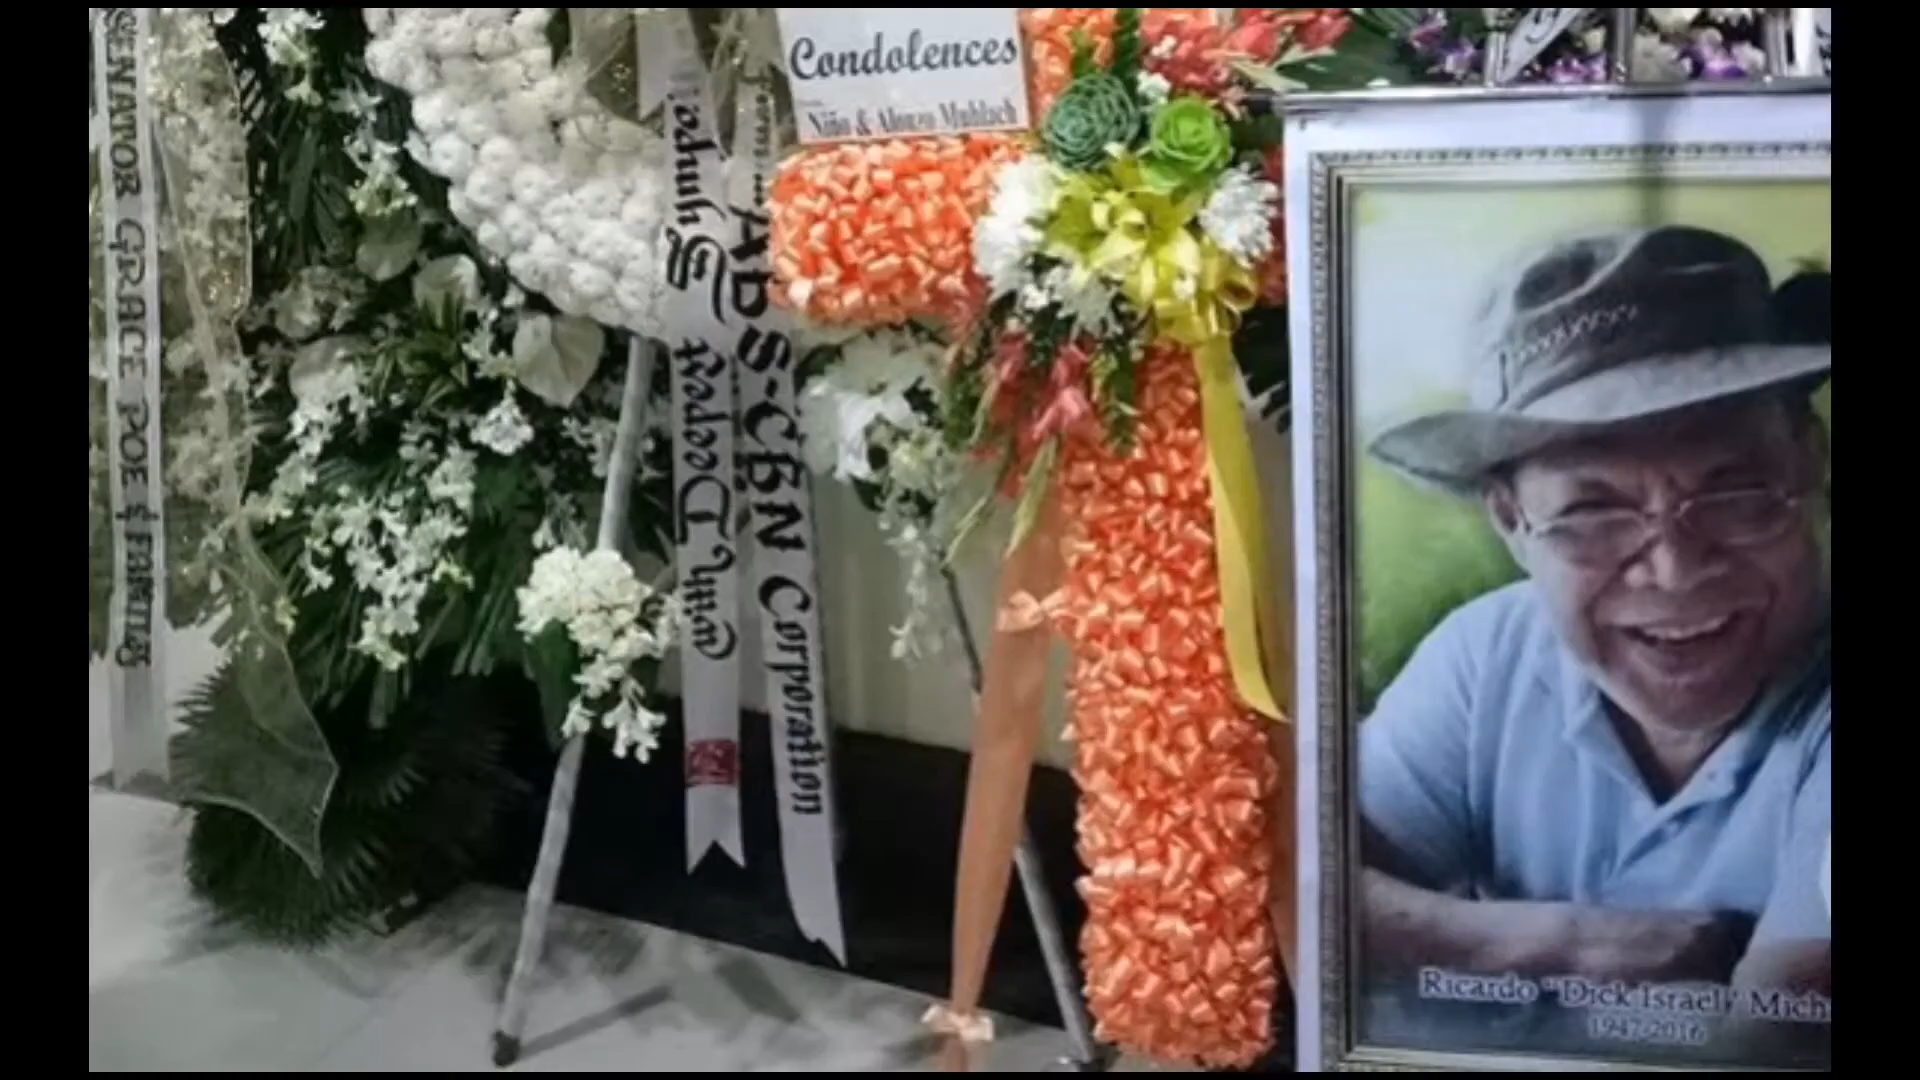 SENATOR GRACE POE & FAMILY
With Deepest Sympathy
ABS-CBN Corporation
Condolences
Niño & Alonzo Muhlach
Ricardo "Dick Israel" Mich
1947-2016